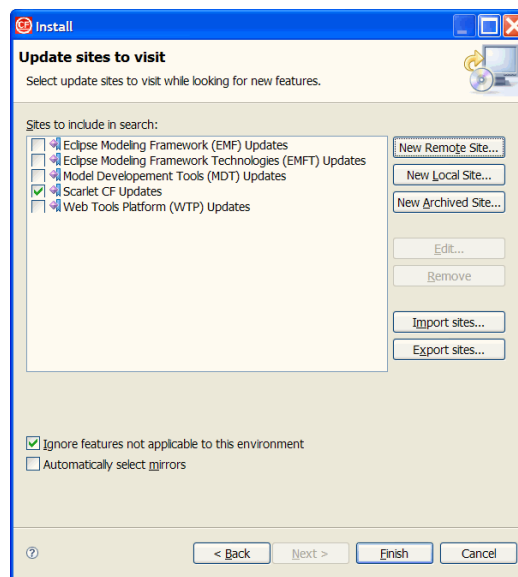 CF Install
Update sites to visit
Select update sites to visit while looking for new features.
Sites to include in search:
Eclipse Modeling Framework (EMF) Updates
Eclipse Modeling Framework Technologies (EMFT) Updates
Model Developement Tools (MDT) Updates
Scarlet CF Updates
Web Tools Platform (WTP) Updates
New Remote Site...
New Local Site...
New Archived Site...
Edit...
Remove
Import sites...
Export sites...
Ignore features not applicable to this environment
Automatically select mirrors
? < Back Next > Finish Cancel